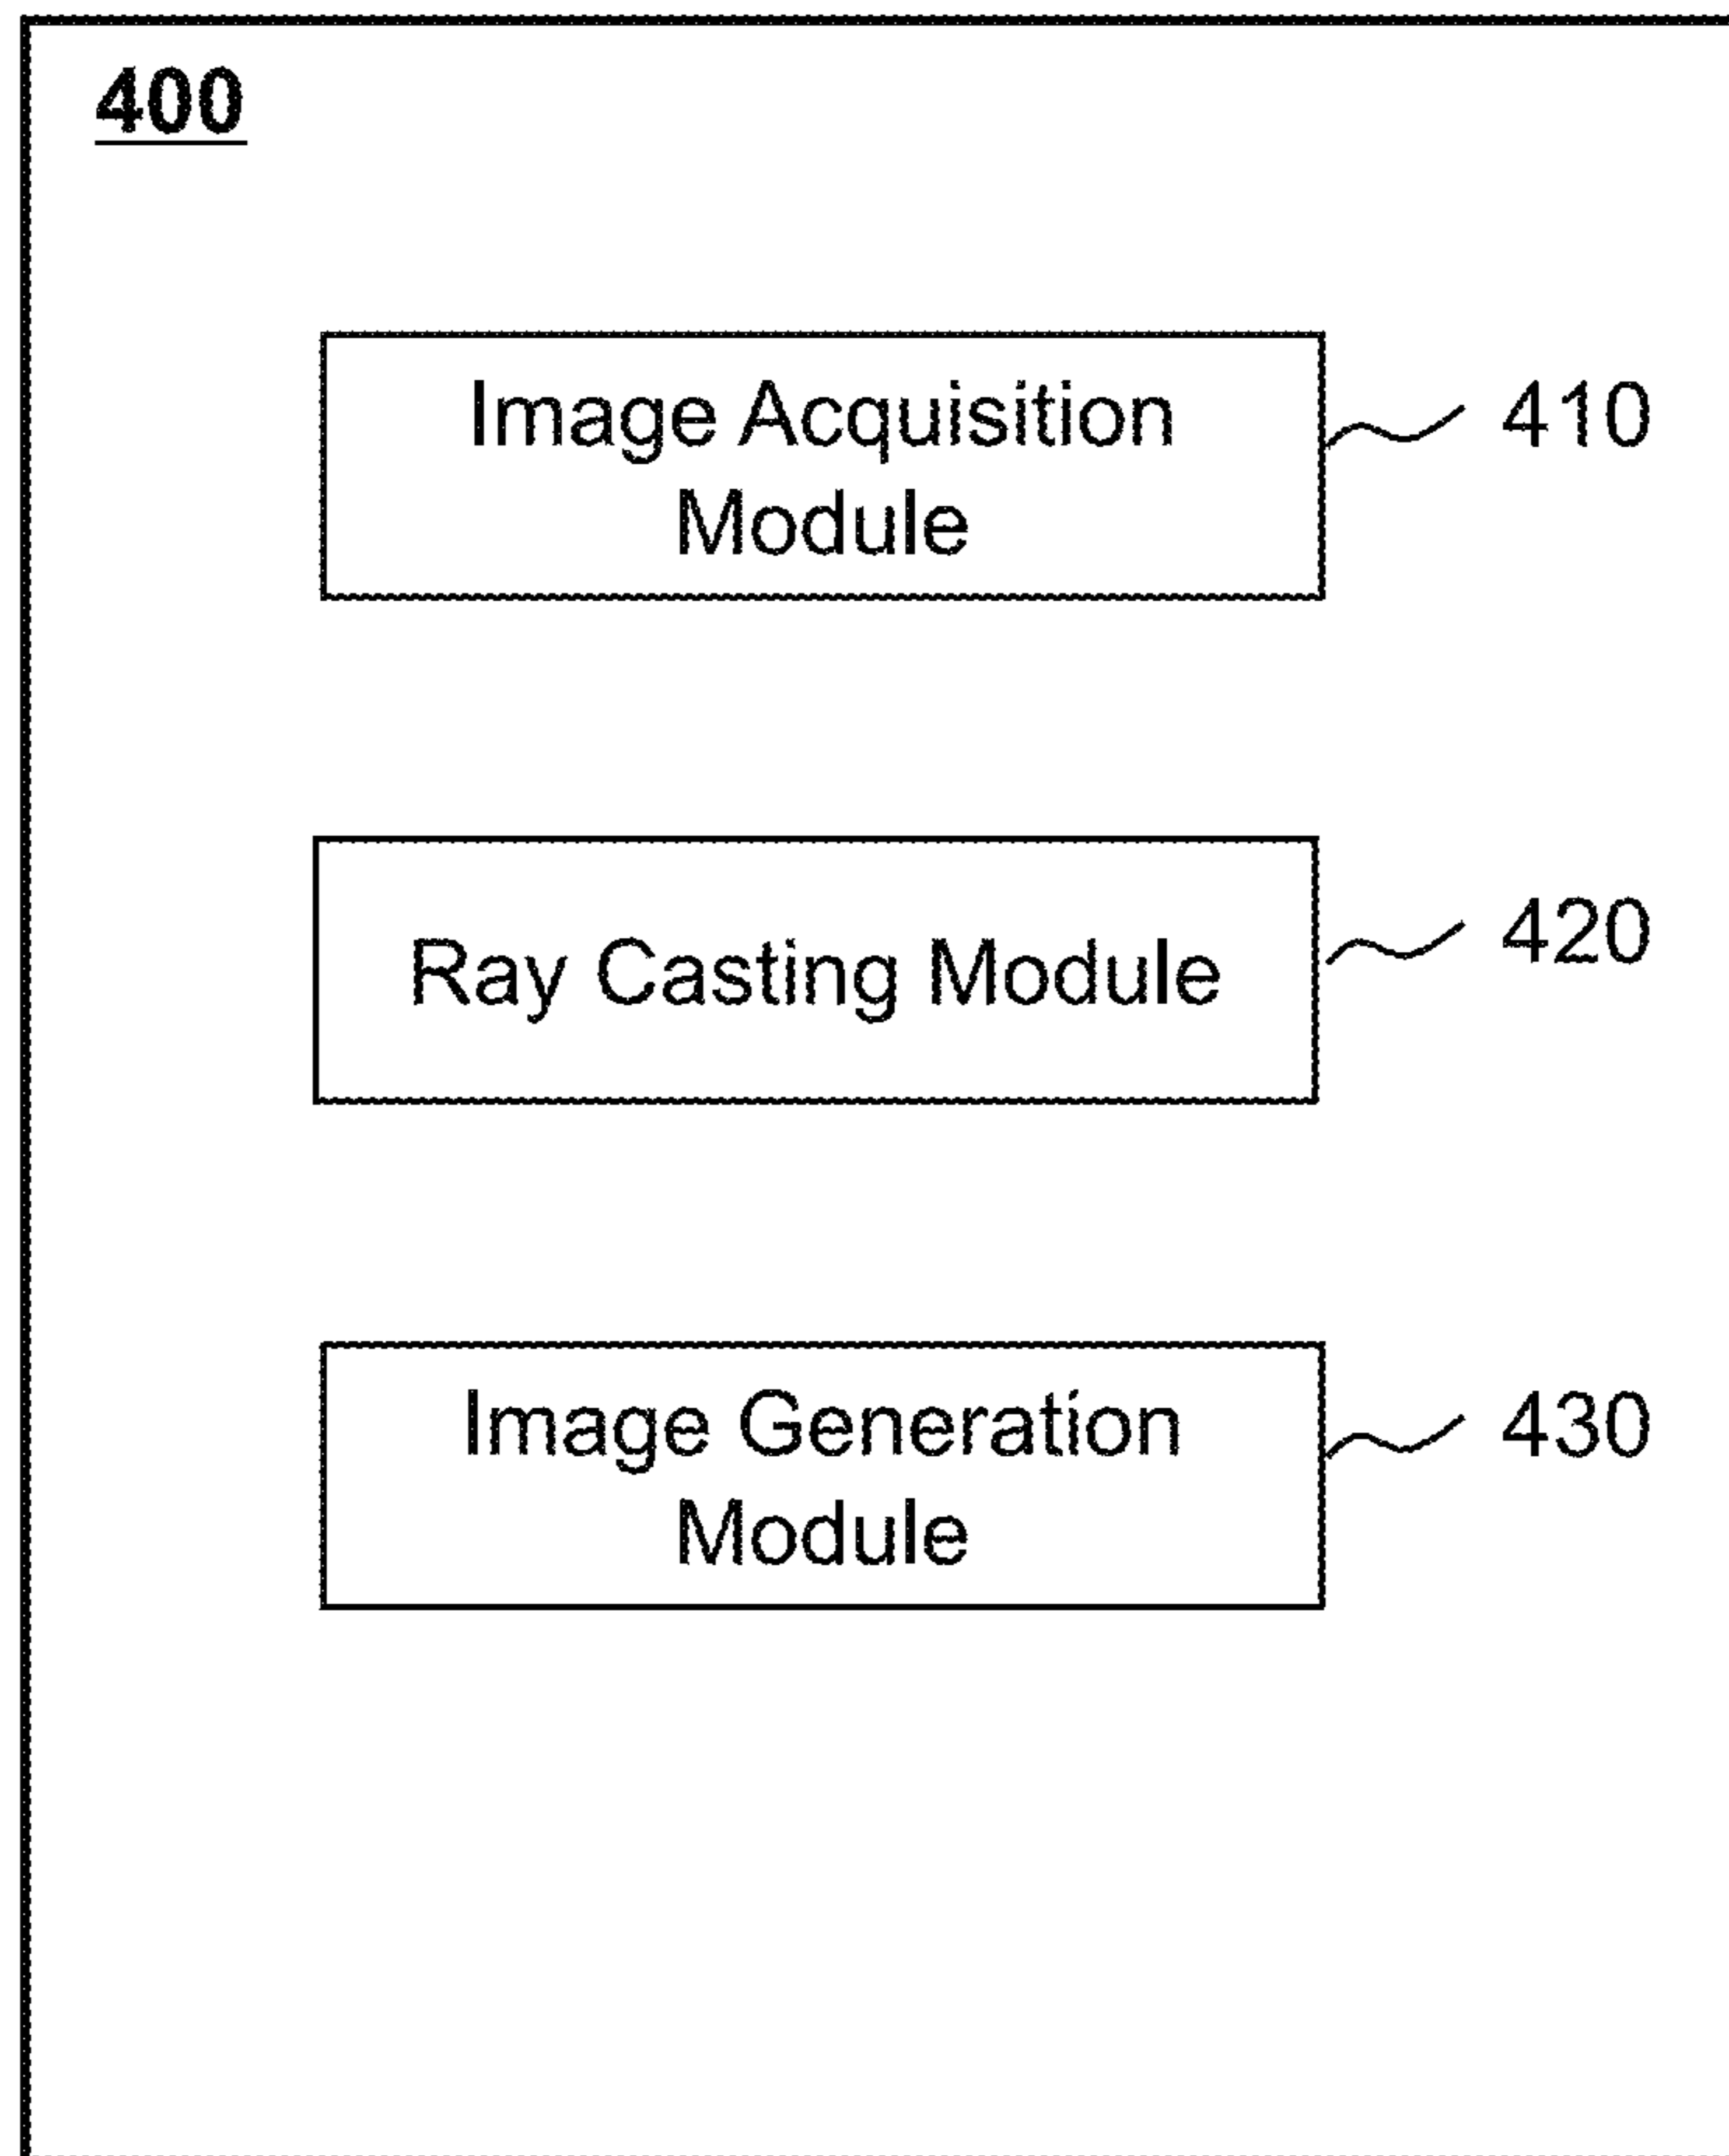 400
Image Acquisition
Module
410
Ray Casting Module
420
Image Generation
Module
430